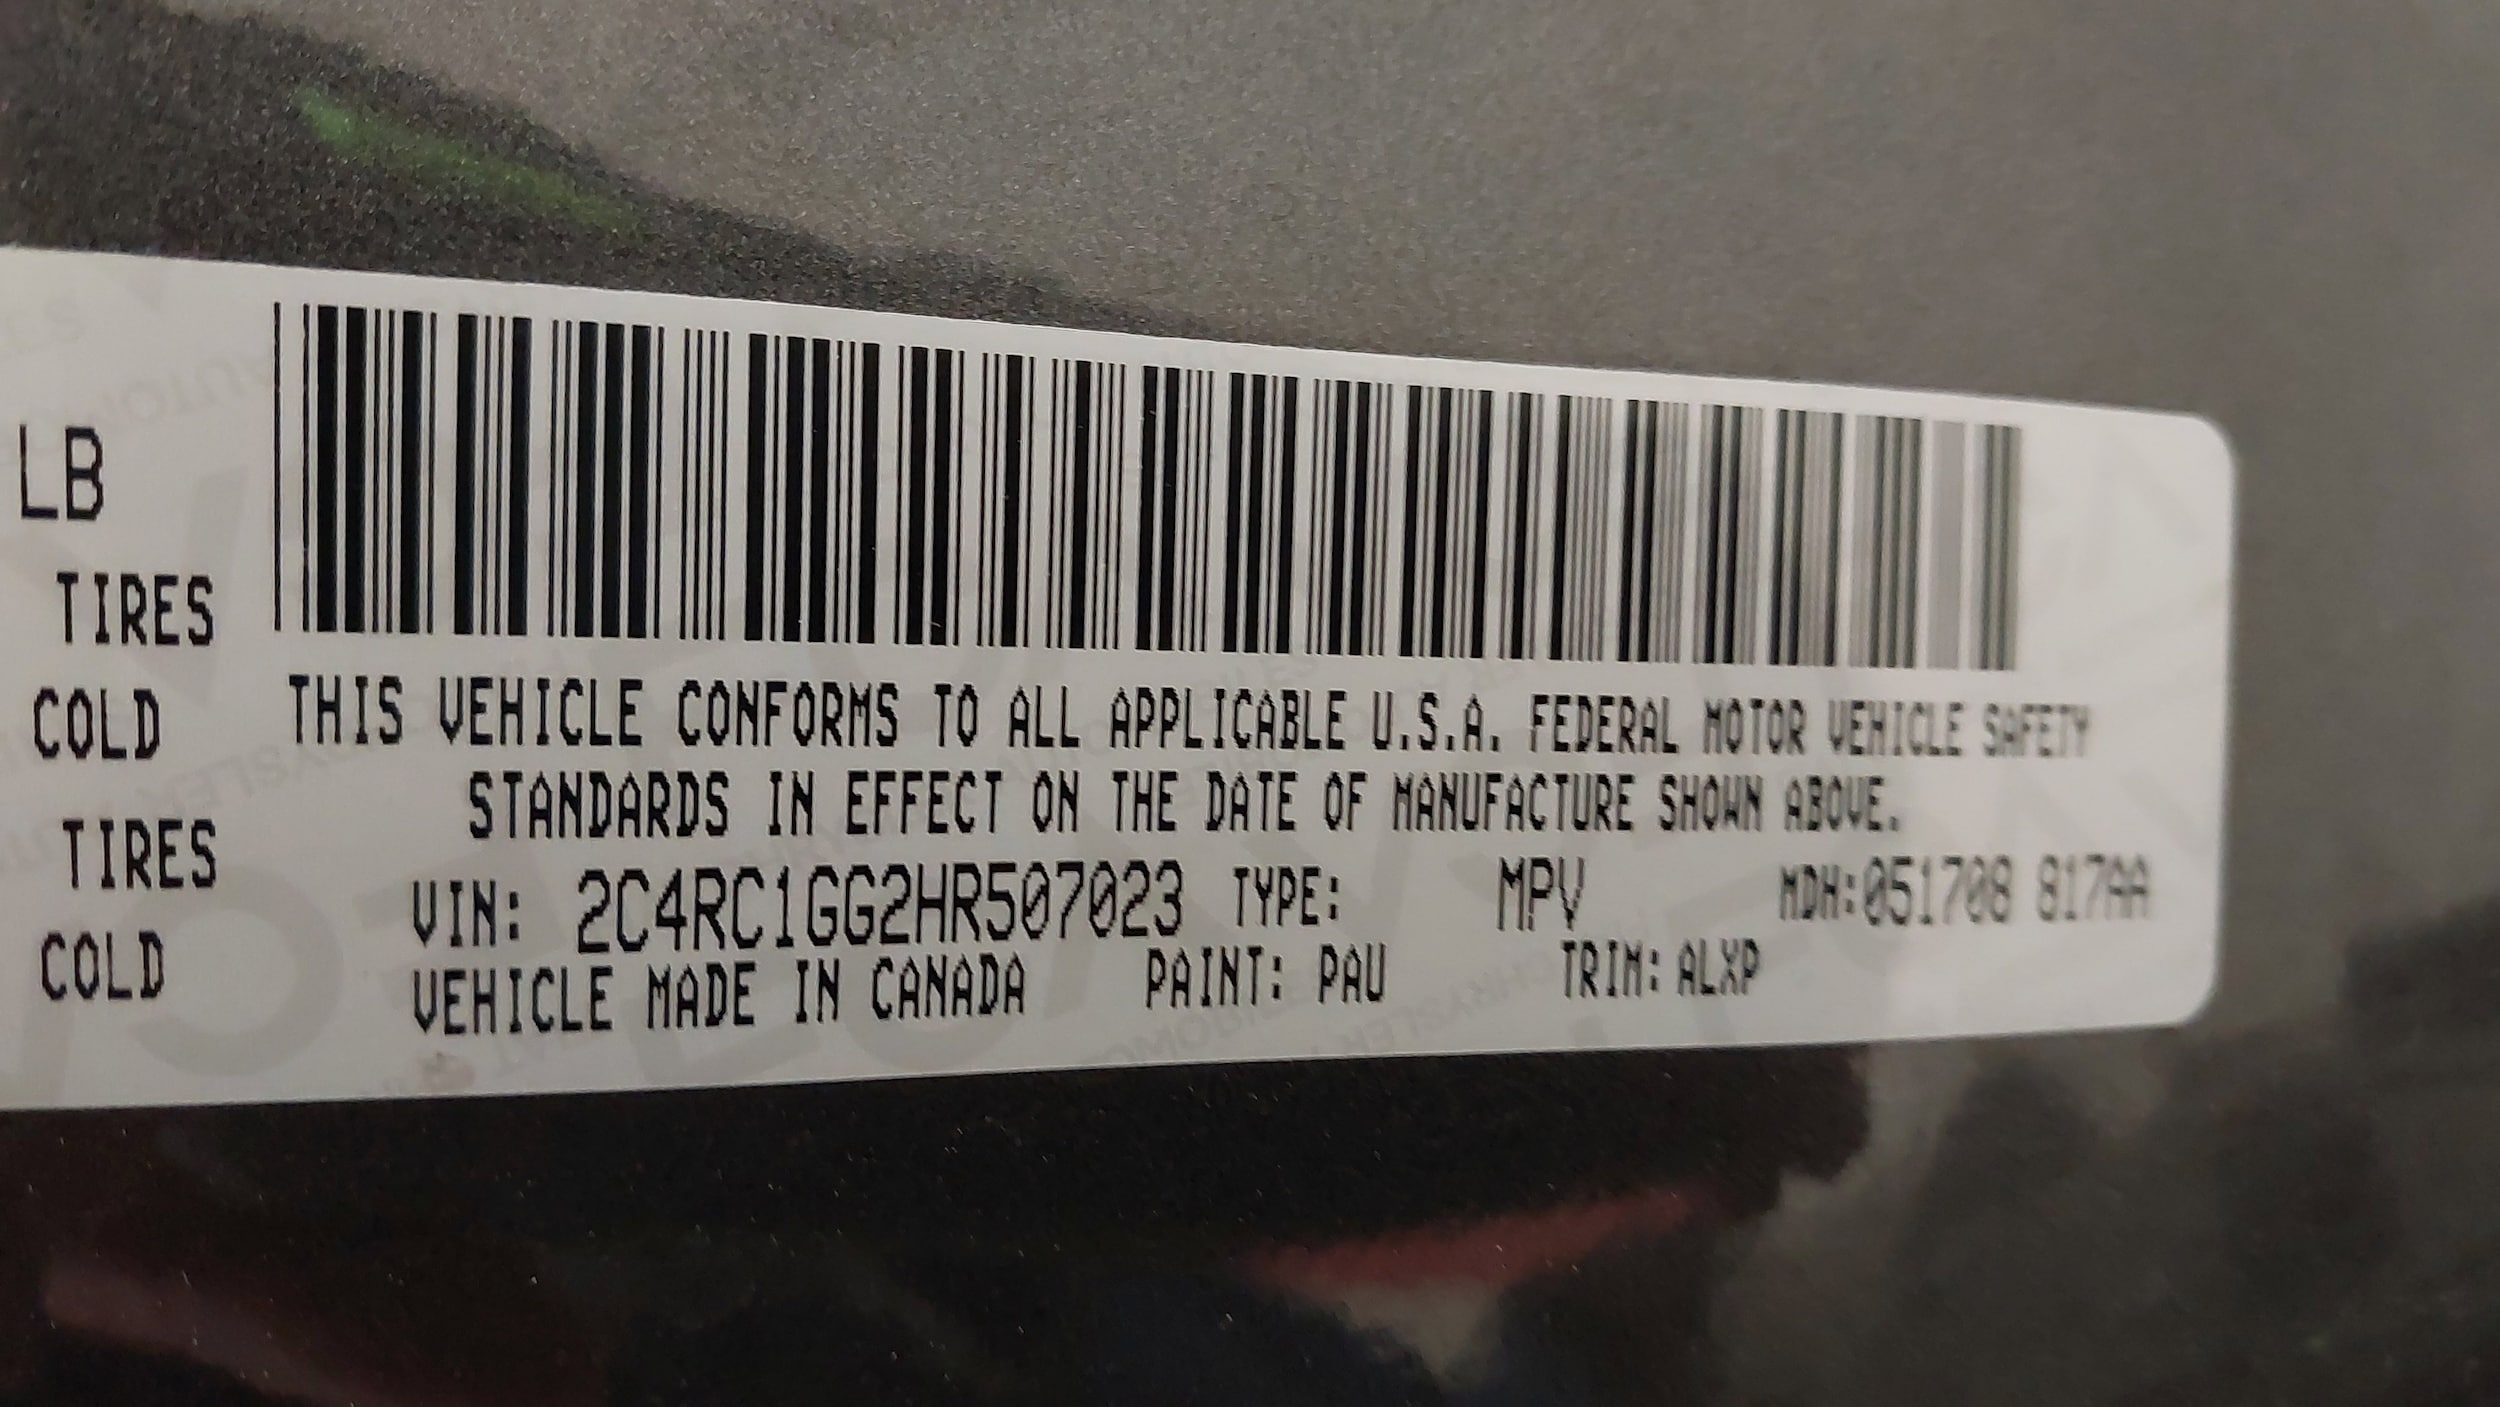 LB
TIRES
COLD
TIRES
COLD
THIS VEHICLE CONFORMS TO ALL APPLICABLE U.S.A. FEDERAL MOTOR VEHICLE SAFETY
STANDARDS IN EFFECT ON THE DATE OF MANUFACTURE SHOWN ABOVE.
VIN: 2C4RC1GG2HR507023 TYPE: MPV MDH:051708 817AA
VEHICLE MADE IN CANADA PAINT: PAU TRIM: ALXP